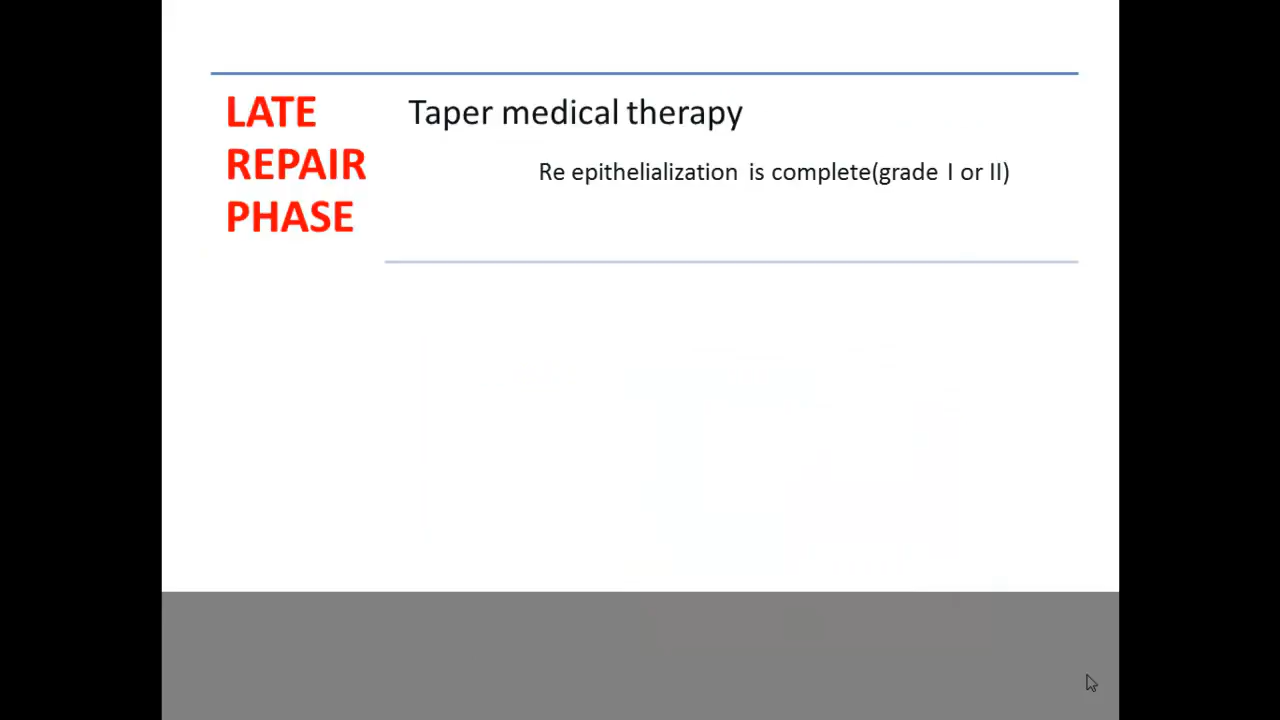 LATE
REPAIR
PHASE
Taper medical therapy
Re epithelialization is complete(grade I or II)